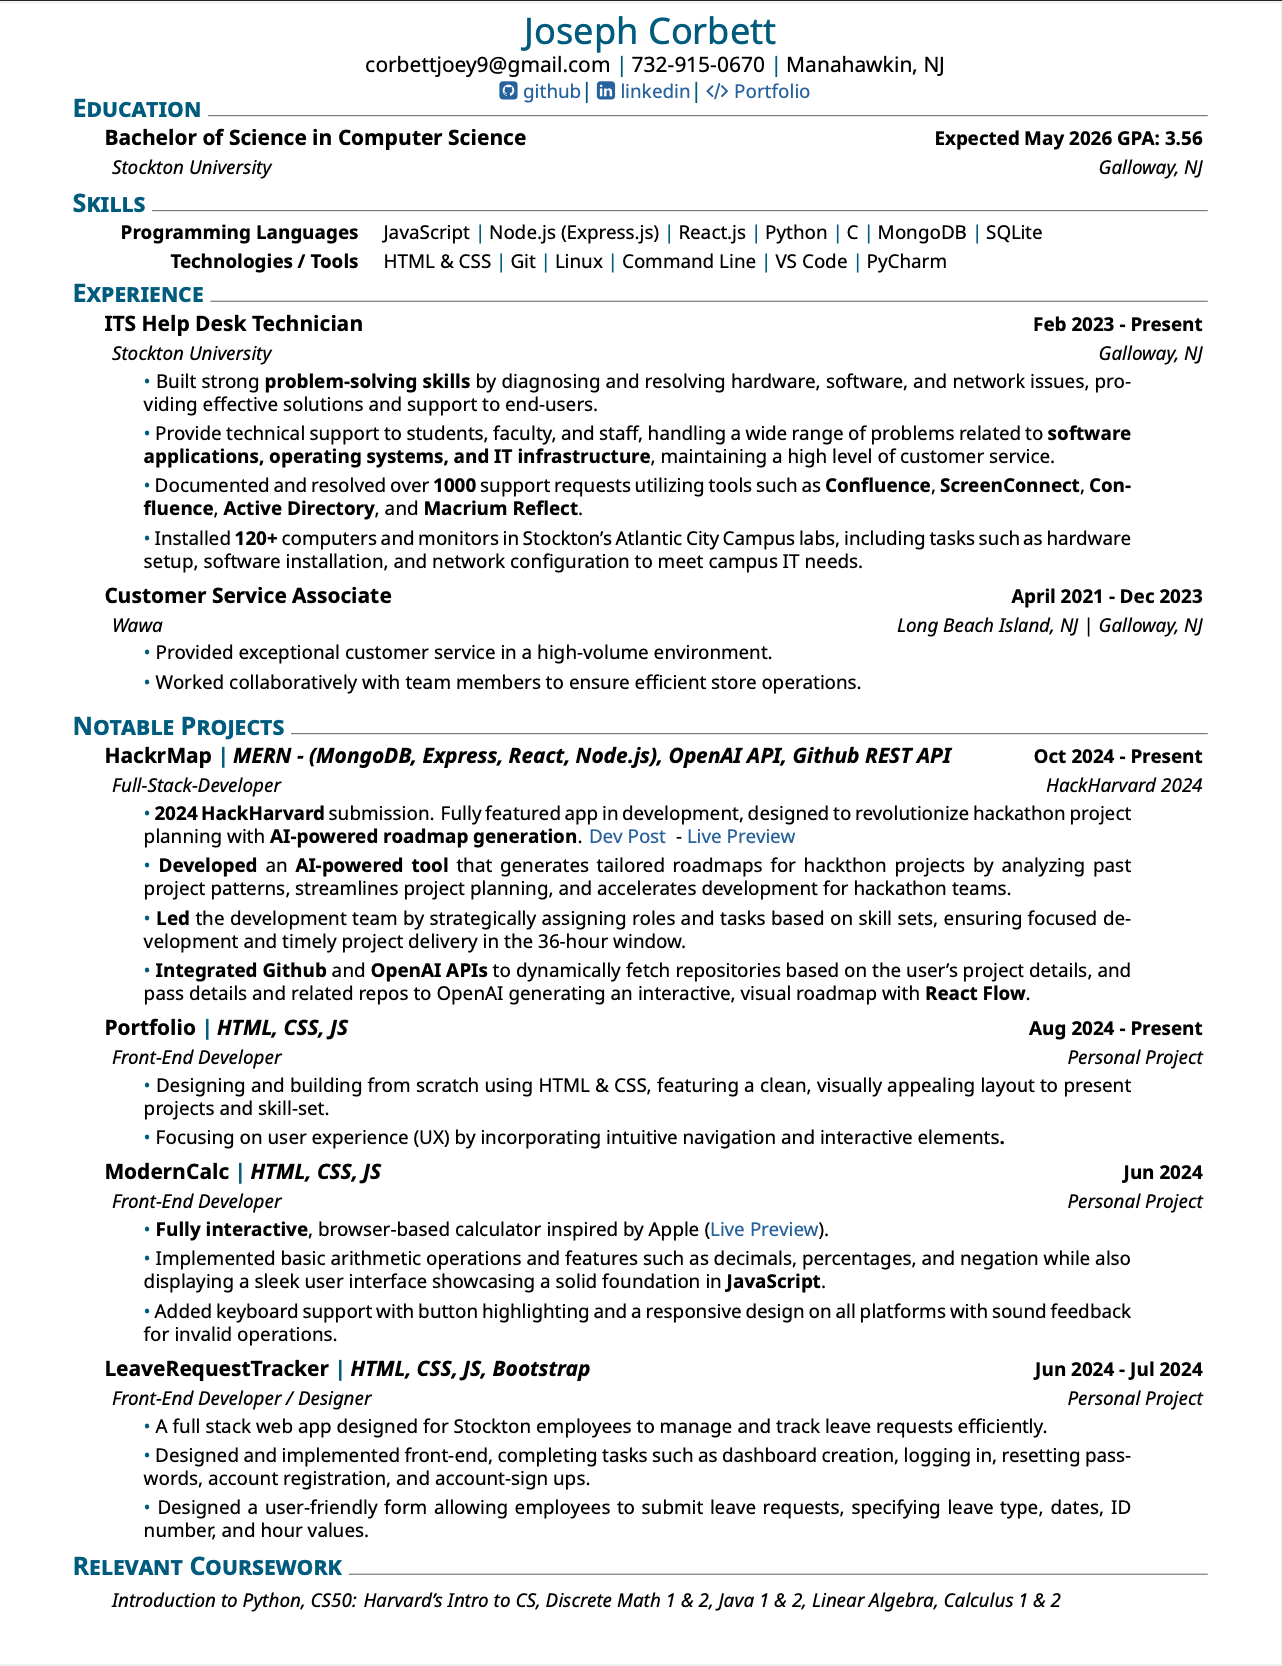 Joseph Corbett
corbettjoey9@gmail.com | 732-915-0670 | Manahawkin, NJ
github | linkedin | </> Portfolio
EDUCATION
Bachelor of Science in Computer Science Expected May 2026 GPA: 3.56
Stockton University Galloway, NJ
SKILLS
Programming Languages JavaScript | Node.js (Express.js) | React.js | Python | C | MongoDB | SQLite
Technologies / Tools HTML & CSS | Git | Linux | Command Line | VS Code | PyCharm
EXPERIENCE
ITS Help Desk Technician Feb 2023 - Present
Stockton University Galloway, NJ
• Built strong problem-solving skills by diagnosing and resolving hardware, software, and network issues, pro-
viding effective solutions and support to end-users.
• Provide technical support to students, faculty, and staff, handling a wide range of problems related to software
applications, operating systems, and IT infrastructure, maintaining a high level of customer service.
• Documented and resolved over 1000 support requests utilizing tools such as Confluence, ScreenConnect, Con-
fluence, Active Directory, and Macrium Reflect.
• Installed 120+ computers and monitors in Stockton's Atlantic City Campus labs, including tasks such as hardware
setup, software installation, and network configuration to meet campus IT needs.
Customer Service Associate April 2021 - Dec 2023
Wawa Long Beach Island, NJ | Galloway, NJ
• Provided exceptional customer service in a high-volume environment.
• Worked collaboratively with team members to ensure efficient store operations.
NOTABLE PROJECTS
HackrMap | MERN - (MongoDB, Express, React, Node.js), OpenAI API, Github REST API Oct 2024 - Present
Full-Stack-Developer HackHarvard 2024
• 2024 HackHarvard submission. Fully featured app in development, designed to revolutionize hackathon project
planning with AI-powered roadmap generation. Dev Post - Live Preview
• Developed an AI-powered tool that generates tailored roadmaps for hackthon projects by analyzing past
project patterns, streamlines project planning, and accelerates development for hackathon teams.
• Led the development team by strategically assigning roles and tasks based on skill sets, ensuring focused de-
velopment and timely project delivery in the 36-hour window.
• Integrated Github and OpenAI APIs to dynamically fetch repositories based on the user's project details, and
pass details and related repos to OpenAI generating an interactive, visual roadmap with React Flow.
Portfolio | HTML, CSS, JS Aug 2024 - Present
Front-End Developer Personal Project
• Designing and building from scratch using HTML & CSS, featuring a clean, visually appealing layout to present
projects and skill-set.
• Focusing on user experience (UX) by incorporating intuitive navigation and interactive elements.
ModernCalc | HTML, CSS, JS Jun 2024
Front-End Developer Personal Project
• Fully interactive, browser-based calculator inspired by Apple (Live Preview).
• Implemented basic arithmetic operations and features such as decimals, percentages, and negation while also
displaying a sleek user interface showcasing a solid foundation in JavaScript.
• Added keyboard support with button highlighting and a responsive design on all platforms with sound feedback
for invalid operations.
LeaveRequestTracker | HTML, CSS, JS, Bootstrap Jun 2024 - Jul 2024
Front-End Developer / Designer Personal Project
• A full stack web app designed for Stockton employees to manage and track leave requests efficiently.
• Designed and implemented front-end, completing tasks such as dashboard creation, logging in, resetting pass-
words, account registration, and account-sign ups.
• Designed a user-friendly form allowing employees to submit leave requests, specifying leave type, dates, ID
number, and hour values.
RELEVANT COURSEWORK
Introduction to Python, CS50: Harvard's Intro to CS, Discrete Math 1 & 2, Java 1 & 2, Linear Algebra, Calculus 1 & 2